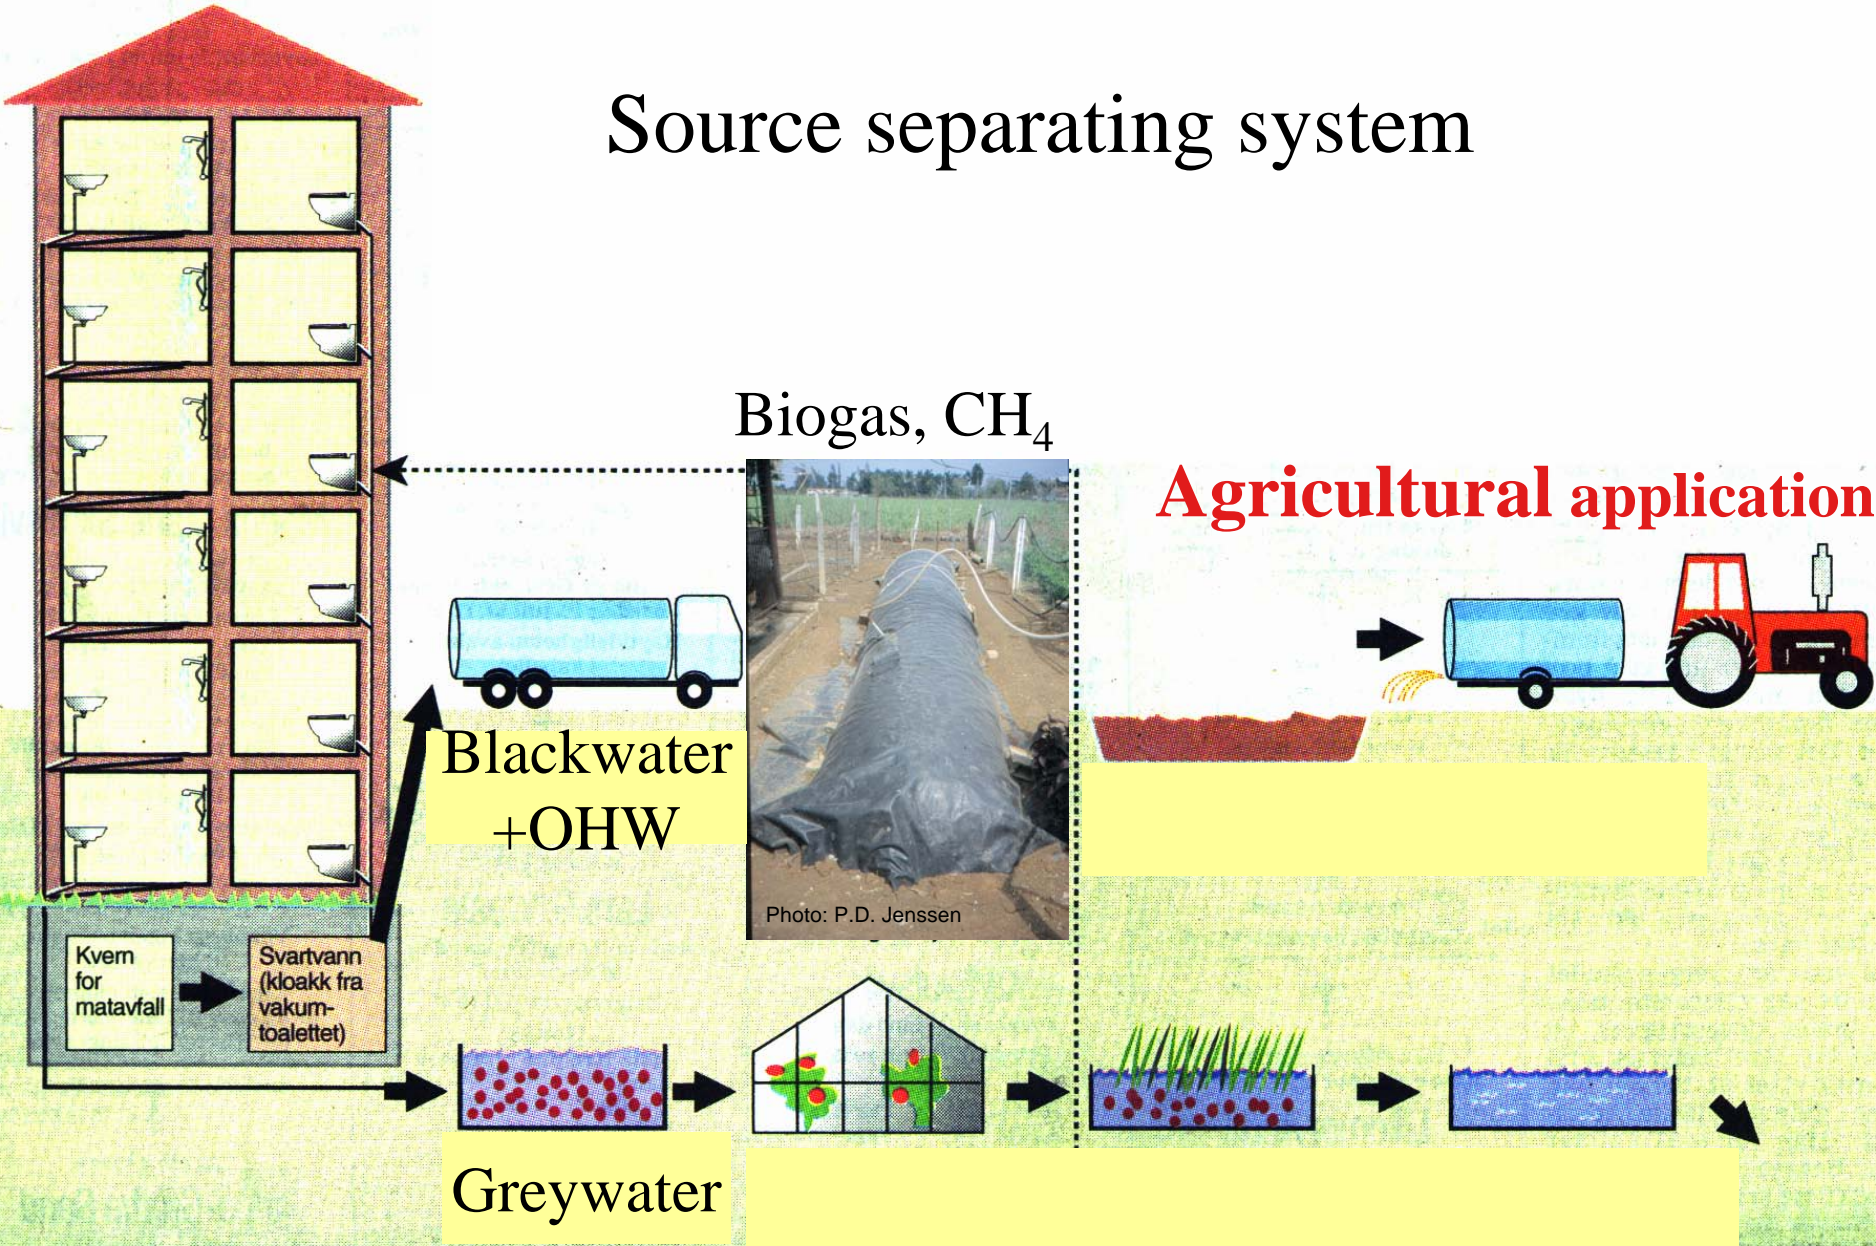 Source separating system
Biogas, CH₄
Agricultural application
Blackwater
+OHW
Photo: P.D. Jenssen
Kvern
for
matavfall
Svartvann
(kloakk fra
vakum-
toalettet)
Greywater